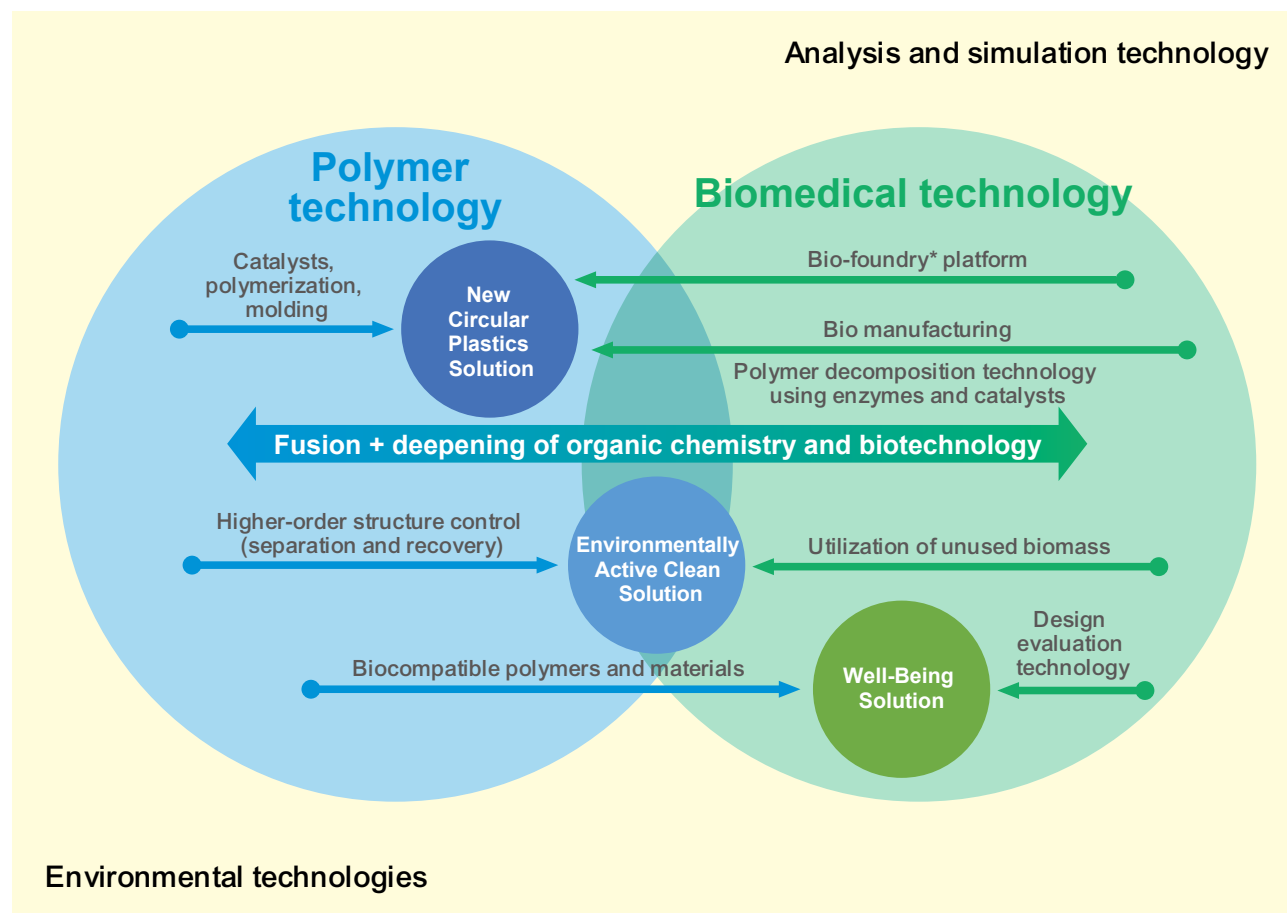 Analysis and simulation technology
Polymer
technology
Biomedical technology
Catalysts,
polymerization,
molding
New
Circular
Plastics
Solution
Bio-foundry* platform
Bio manufacturing
Polymer decomposition technology
using enzymes and catalysts
Fusion + deepening of organic chemistry and biotechnology
Higher-order structure control
(separation and recovery)
Environmentally
Active Clean
Solution
Utilization of unused biomass
Biocompatible polymers and materials
Well-Being
Solution
Design
evaluation
technology
Environmental technologies